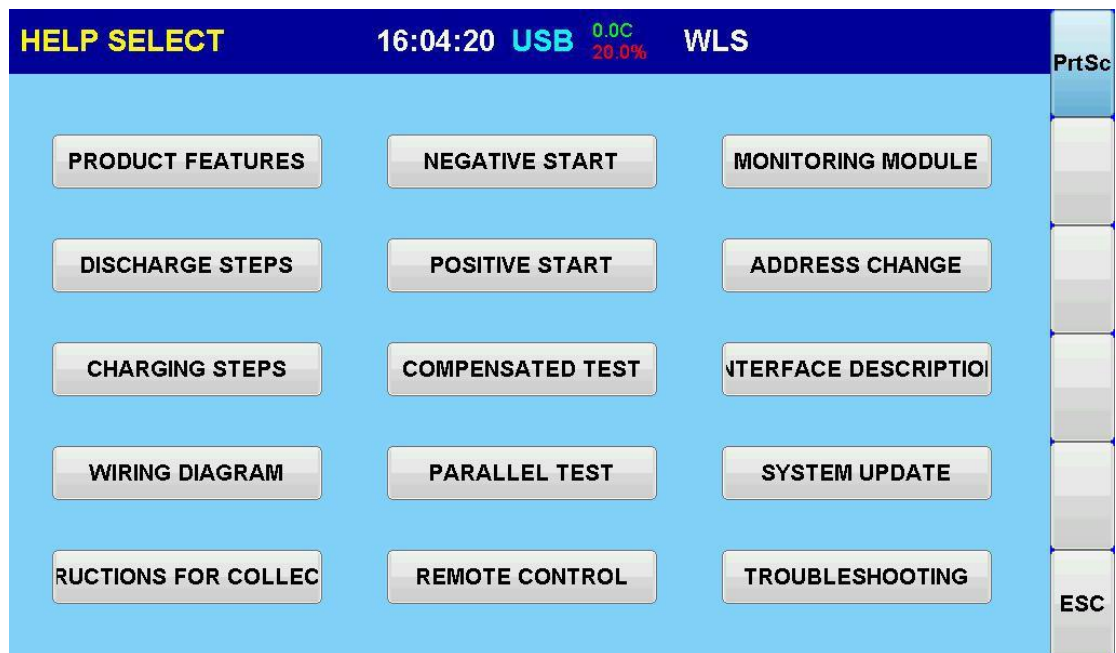 HELP SELECT 16:04:20 USB 0.0C 20.0% WLS
PrtSc
PRODUCT FEATURES NEGATIVE START MONITORING MODULE
DISCHARGE STEPS POSITIVE START ADDRESS CHANGE
CHARGING STEPS COMPENSATED TEST NTERFACE DESCRIPTIO
WIRING DIAGRAM PARALLEL TEST SYSTEM UPDATE
RUCTIONS FOR COLLEC REMOTE CONTROL TROUBLESHOOTING
ESC